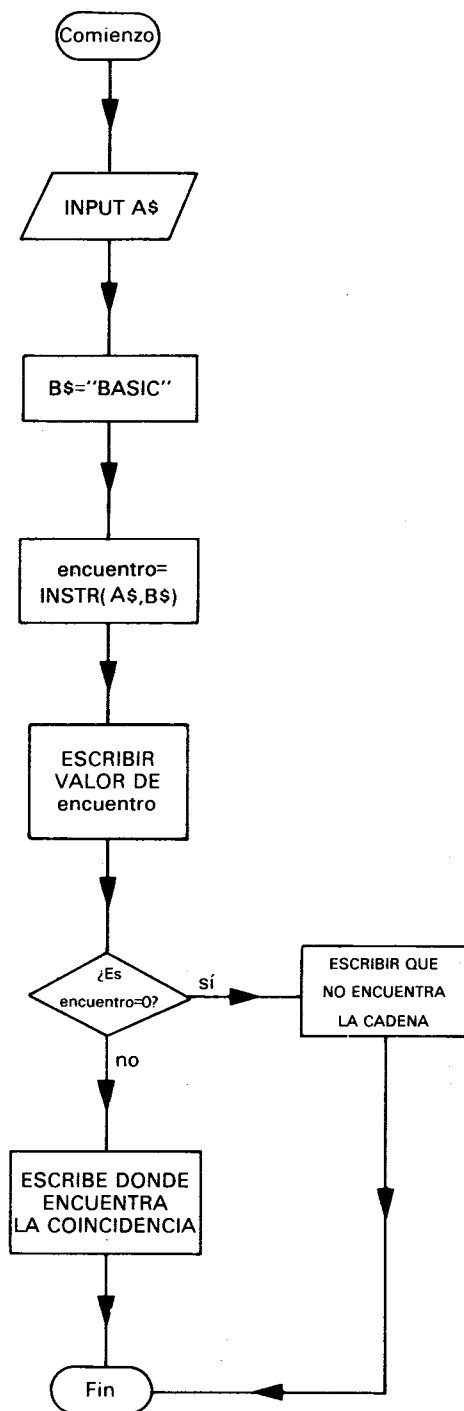 Comienzo
INPUT A$
B$="BASIC"
encuentro=
INSTR(A$,B$)
ESCRIBIR
VALOR DE
encuentro
¿Es
encuentro=0?
sí
ESCRIBIR QUE
NO ENCUENTRA
LA CADENA
no
ESCRIBE DONDE
ENCUENTRA
LA COINCIDENCIA
Fin